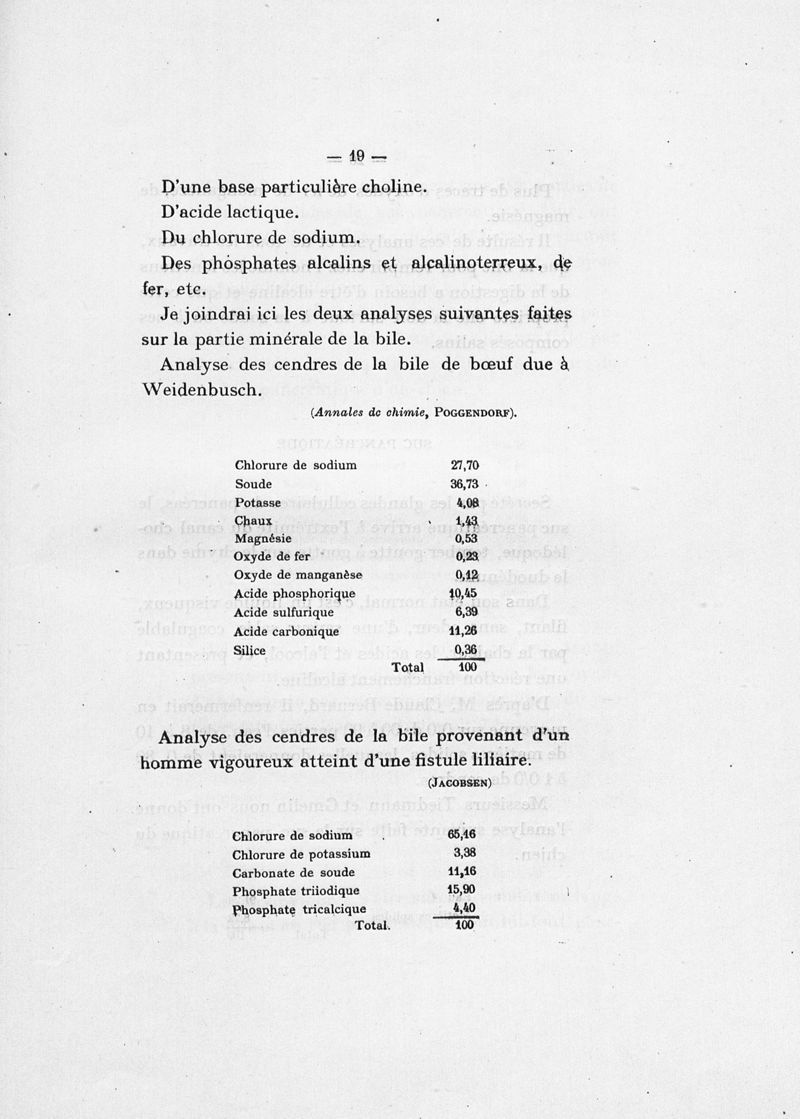 — 19 —
D'une base particulière choline.
D'acide lactique.
Du chlorure de sodium.
Des phosphates alcalins et alcalinoterreux, de
fer, etc.
Je joindrai ici les deux analyses suivantes faites
sur la partie minérale de la bile.
Analyse des cendres de la bile de bœuf due à
Weidenbusch.
(Annales de chimie, POGGENDORF).
Chlorure de sodium 27,70
Soude 36,73
Potasse 4,08
Chaux 1,43
Magnésie 0,53
Oxyde de fer 0,23
Oxyde de manganèse 0,12
Acide phosphorique 10,45
Acide sulfurique 6,39
Acide carbonique 11,26
Silice 0,36
Total 100
Analyse des cendres de la bile provenant d'un
homme vigoureux atteint d'une fistule liliaire.
(JACOBSEN)
Chlorure de sodium 65,16
Chlorure de potassium 3,38
Carbonate de soude 11,16
Phosphate triiodique 15,90
Phosphate tricalcique 4,40
Total. 100